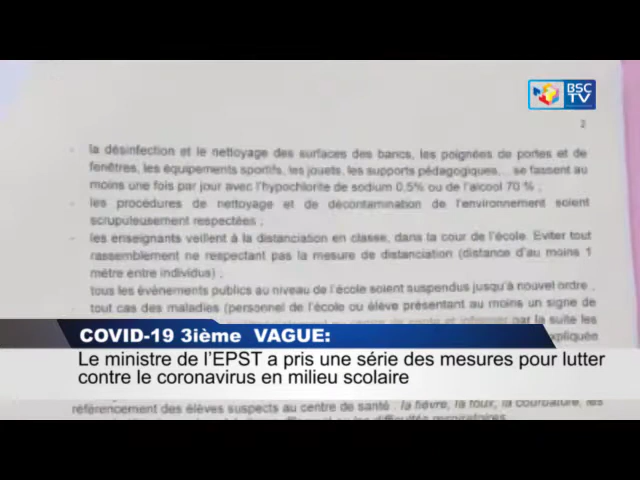 BSC
TV
2
- la désinfection et le nettoyage des surfaces des bancs, les poignées de portes et de
fenêtres, les équipements sportifs, les jouets, les supports pédagogiques,... se fassent au
moins une fois par jour avec l'hypochlorite de sodium 0,5% ou de l'alcool 70 % ;
- les procédures de nettoyage et de décontamination de l'environnement soient
scrupuleusement respectées ;
- les enseignants veillent à la distanciation en classe, dans la cour de l'école. Eviter tout
rassemblement ne respectant pas la mesure de distanciation (distance d'au moins 1
mètre entre individus) ;
tous les évènements publics au niveau de l'école soient suspendus jusqu'à nouvel ordre ,
- tout cas des maladies (personnel de l'école ou élève présentant au moins un signe de
par la suite les
expliquée
COVID-19 3ième VAGUE:
Le ministre de l'EPST a pris une série des mesures pour lutter
contre le coronavirus en milieu scolaire
référencement des élèves suspects au centre de santé : la fièvre, la toux, la courbature, les